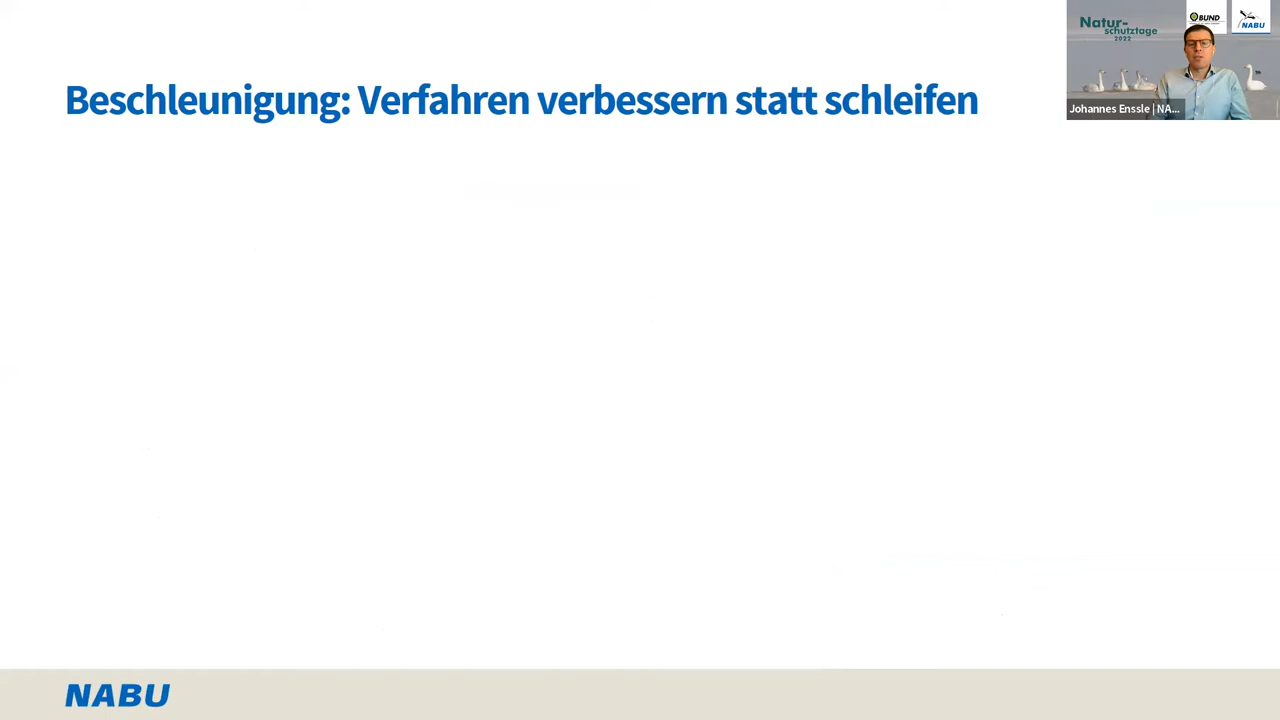 Beschleunigung: Verfahren verbessern statt schleifen
Natur-
schutztage
2022
BUND
NABU
Johannes Enssle | NA...
NABU